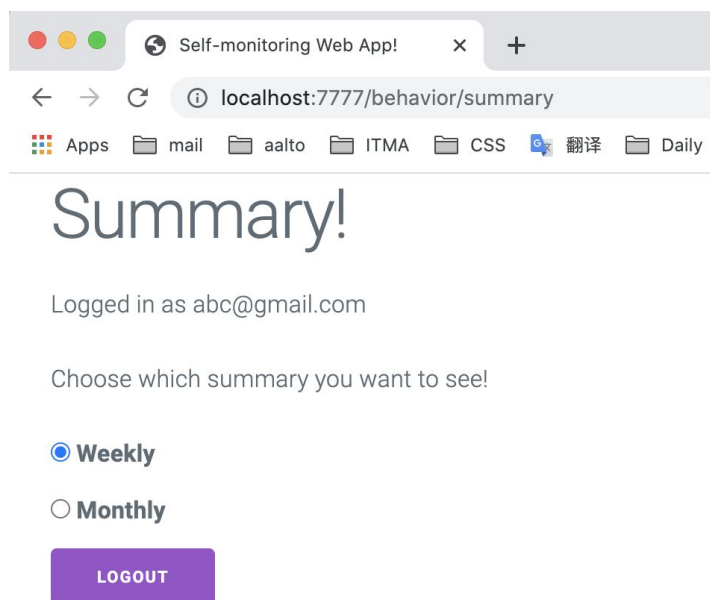 Self-monitoring Web App!
localhost:7777/behavior/summary
Apps mail aalto ITMA CSS 翻译 Daily
Summary!
Logged in as abc@gmail.com
Choose which summary you want to see!
Weekly
Monthly
LOGOUT